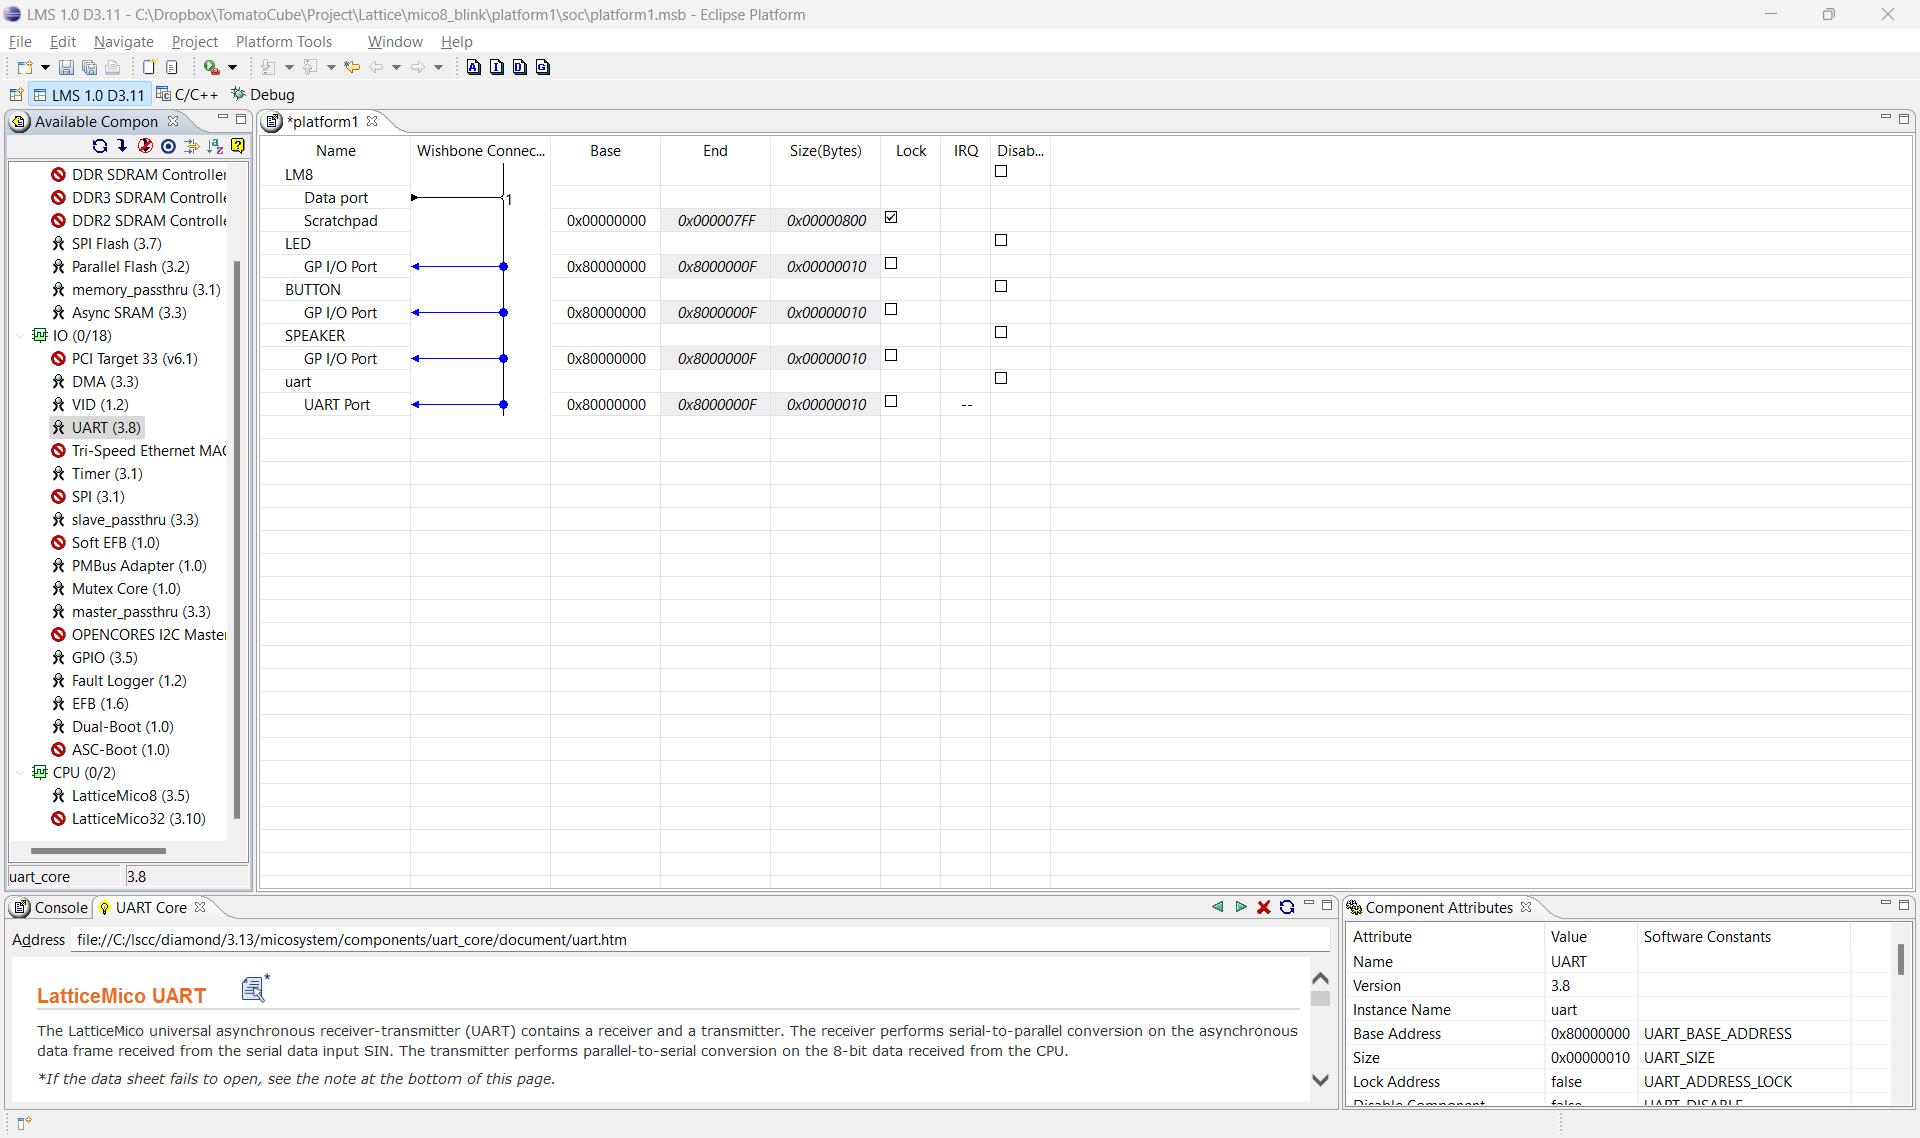 LMS 1.0 D3.11 - C:\Dropbox\TomatoCube\Project\Lattice\mico8_blink\platform1\soc\platform1.msb - Eclipse Platform
File Edit Navigate Project Platform Tools Window Help
A I D G
LMS 1.0 D3.11 C/C++ Debug
Available Compon
DDR SDRAM Controller
DDR3 SDRAM Controlle
DDR2 SDRAM Controlle
SPI Flash (3.7)
Parallel Flash (3.2)
memory_passthru (3.1)
Async SRAM (3.3)
IO (0/18)
PCI Target 33 (v6.1)
DMA (3.3)
VID (1.2)
UART (3.8)
Tri-Speed Ethernet MAC
Timer (3.1)
SPI (3.1)
slave_passthru (3.3)
Soft EFB (1.0)
PMBus Adapter (1.0)
Mutex Core (1.0)
master_passthru (3.3)
OPENCORES I2C Master
GPIO (3.5)
Fault Logger (1.2)
EFB (1.6)
Dual-Boot (1.0)
ASC-Boot (1.0)
CPU (0/2)
LatticeMico8 (3.5)
LatticeMico32 (3.10)
uart_core 3.8
*platform1
Name Wishbone Connec... Base End Size(Bytes) Lock IRQ Disab...
LM8
Data port 1
Scratchpad 0x00000000 0x000007FF 0x00000800
LED
GP I/O Port 0x80000000 0x8000000F 0x00000010
BUTTON
GP I/O Port 0x80000000 0x8000000F 0x00000010
SPEAKER
GP I/O Port 0x80000000 0x8000000F 0x00000010
uart
UART Port 0x80000000 0x8000000F 0x00000010 --
Console UART Core
Address file://C:/lscc/diamond/3.13/micosystem/components/uart_core/document/uart.htm
LatticeMico UART *
The LatticeMico universal asynchronous receiver-transmitter (UART) contains a receiver and a transmitter. The receiver performs serial-to-parallel conversion on the asynchronous
data frame received from the serial data input SIN. The transmitter performs parallel-to-serial conversion on the 8-bit data received from the CPU.
*If the data sheet fails to open, see the note at the bottom of this page.
Component Attributes
Attribute Value Software Constants
Name UART
Version 3.8
Instance Name uart
Base Address 0x80000000 UART_BASE_ADDRESS
Size 0x00000010 UART_SIZE
Lock Address false UART_ADDRESS_LOCK
Disable Component false UART_DISABLE